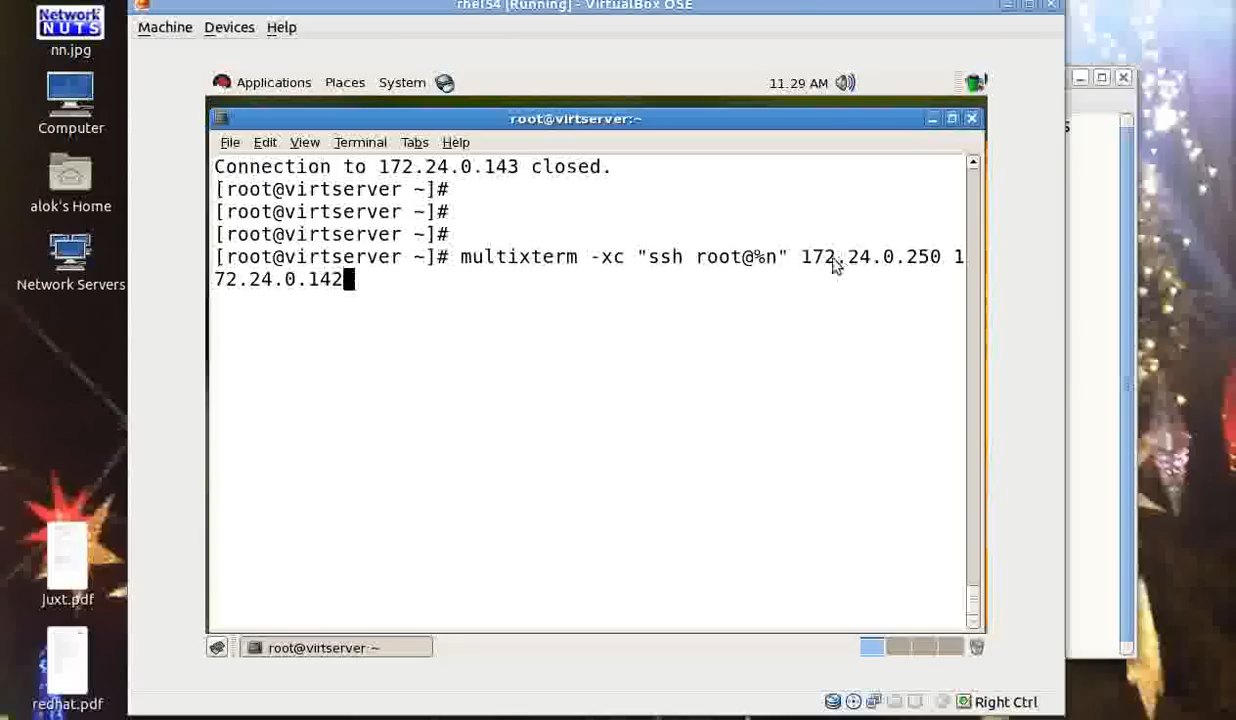 rhel54 [Running] - VirtualBox OSE
Machine Devices Help
Network
NUTS
nn.jpg
Computer
alok's Home
Network Servers
Juxt.pdf
redhat.pdf
Applications Places System 11.29 AM
root@virtserver:~
File Edit View Terminal Tabs Help
Connection to 172.24.0.143 closed.
[root@virtserver ~]#
[root@virtserver ~]#
[root@virtserver ~]#
[root@virtserver ~]# multixterm -xc "ssh root@%n" 172.24.0.250 1
72.24.0.142
root@virtserver:~
Right Ctrl